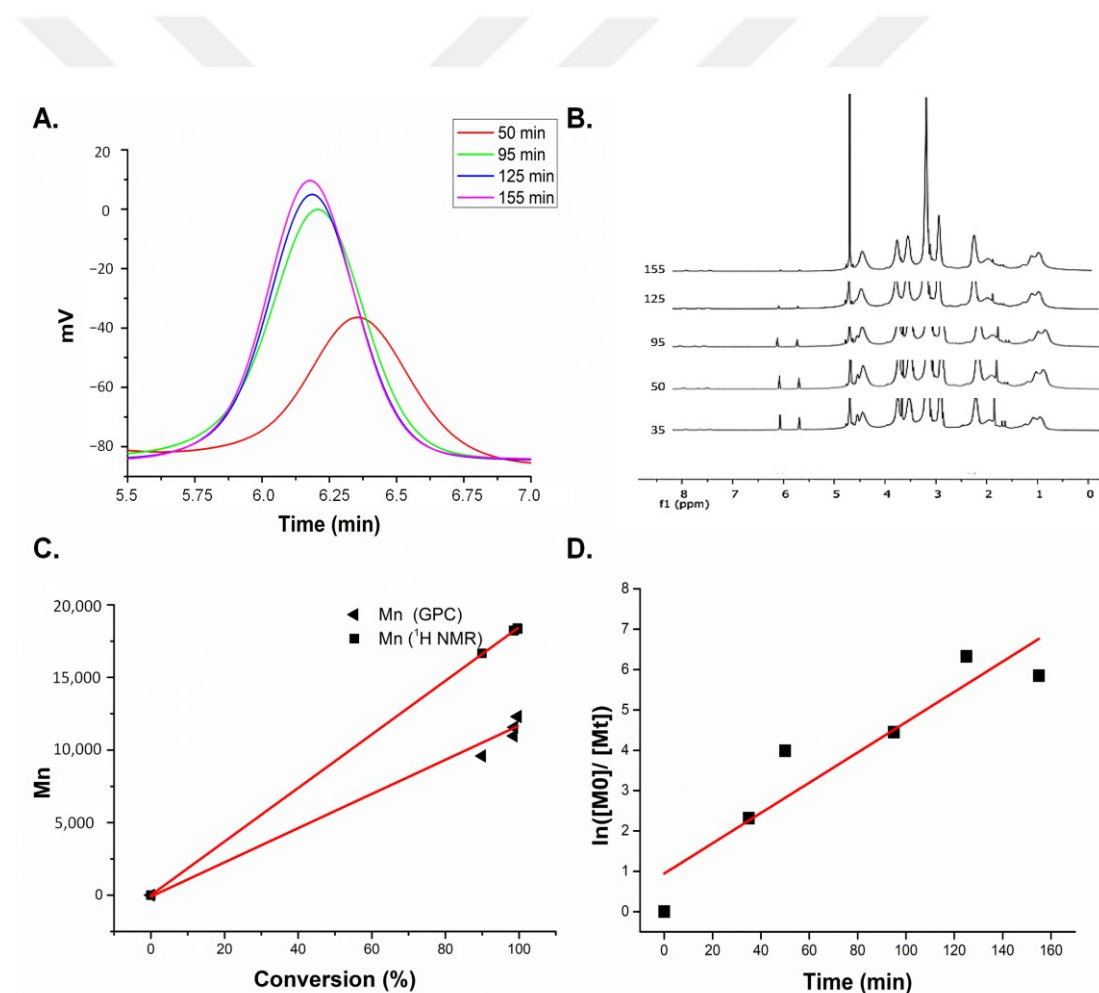 A.
50 min
95 min
125 min
155 min
20
0
−20
−40
−60
−80
mV
5.5
5.75
6.0
6.25
6.5
6.75
7.0
Time (min)
B.
155
125
95
50
35
8 7 6 5 4 3 2 1 0
f1 (ppm)
C.
20,000
15,000
10,000
5,000
0
Mn
Mn (GPC)
Mn (¹H NMR)
0 20 40 60 80 100
Conversion (%)
D.
8
7
6
5
4
3
2
1
0
ln([M0]/ [Mt])
0 20 40 60 80 100 120 140 160
Time (min)